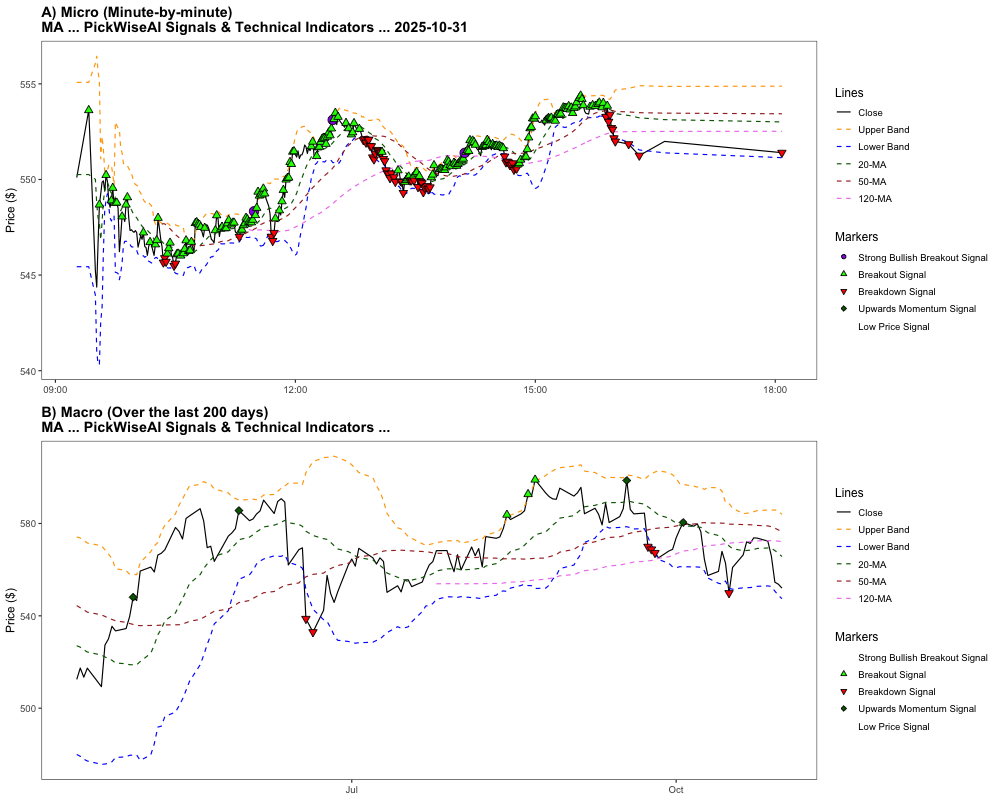 A) Micro (Minute-by-minute)
MA ... PickWiseAI Signals & Technical Indicators ... 2025-10-31
Price ($)
555
550
545
540
09:00
12:00
15:00
18:00
Lines
Close
Upper Band
Lower Band
20-MA
50-MA
120-MA
Markers
Strong Bullish Breakout Signal
Breakout Signal
Breakdown Signal
Upwards Momentum Signal
Low Price Signal
B) Macro (Over the last 200 days)
MA ... PickWiseAI Signals & Technical Indicators ...
Price ($)
580
540
500
Jul
Oct
Lines
Close
Upper Band
Lower Band
20-MA
50-MA
120-MA
Markers
Strong Bullish Breakout Signal
Breakout Signal
Breakdown Signal
Upwards Momentum Signal
Low Price Signal